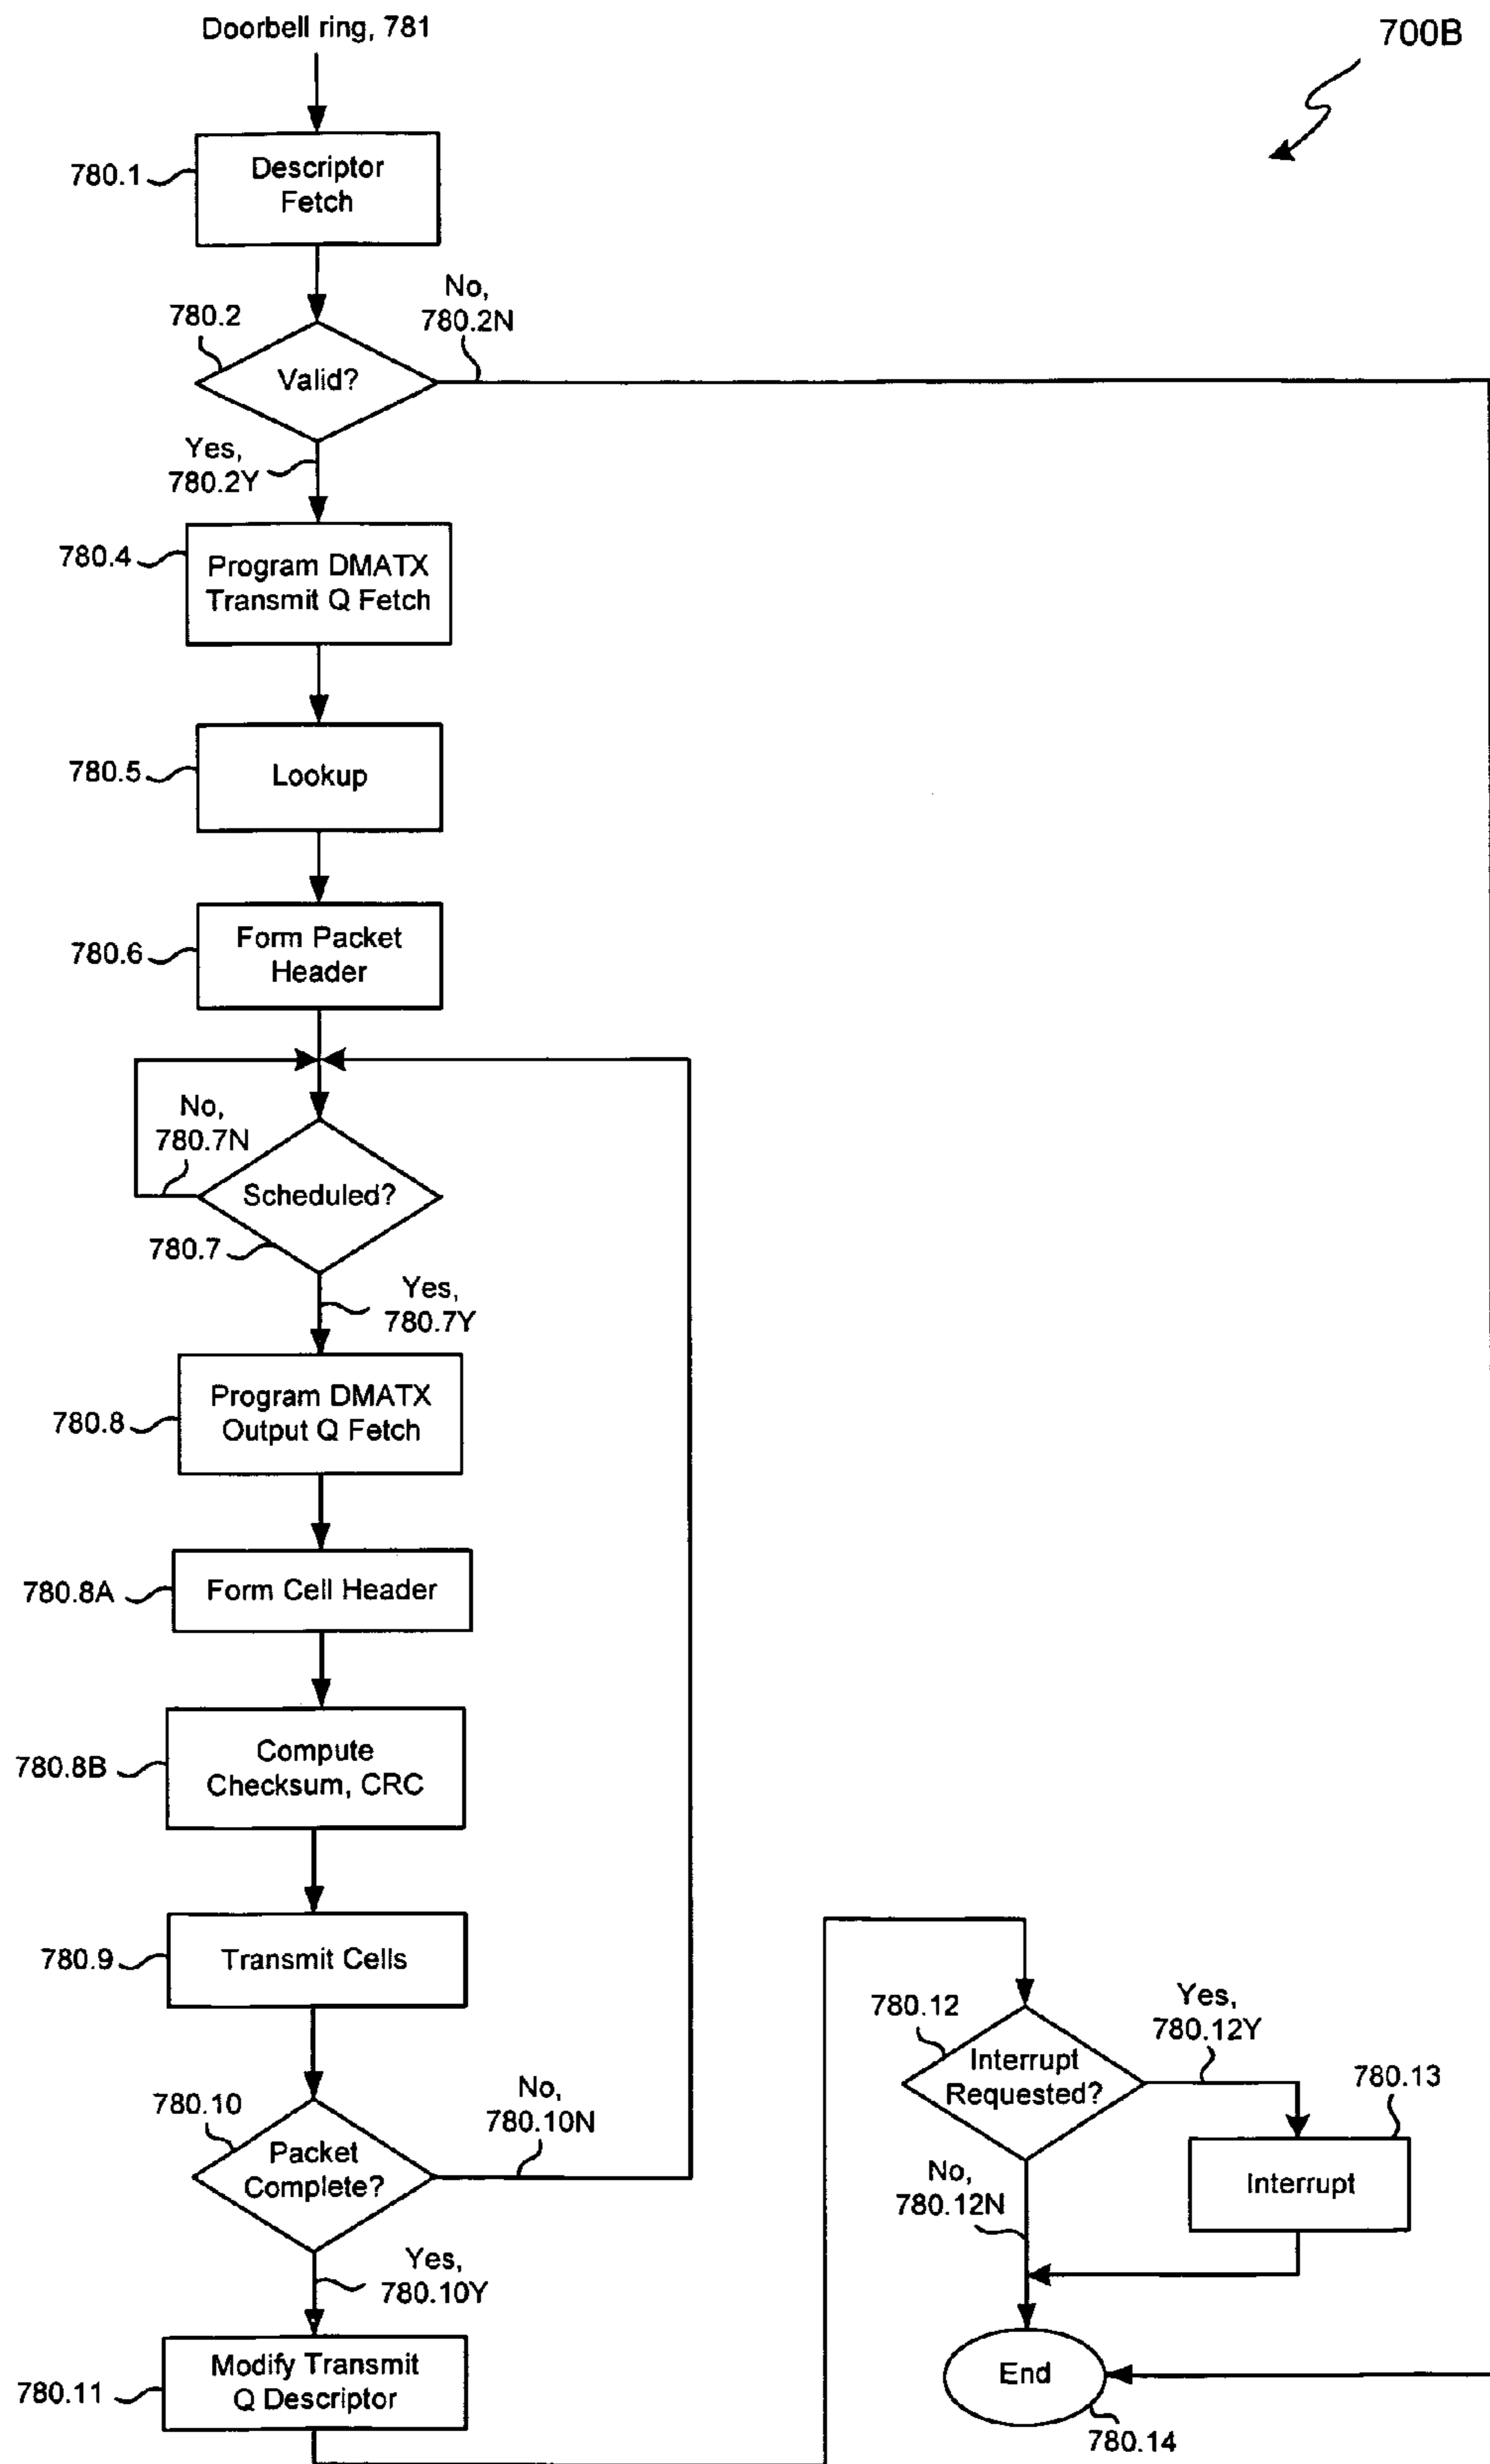 Doorbell ring, 781
700B
780.1
Descriptor
Fetch
780.2
Valid?
No,
780.2N
Yes,
780.2Y
780.4
Program DMATX
Transmit Q Fetch
780.5
Lookup
780.6
Form Packet
Header
No,
780.7N
Scheduled?
780.7
Yes,
780.7Y
780.8
Program DMATX
Output Q Fetch
780.8A
Form Cell Header
780.8B
Compute
Checksum, CRC
780.9
Transmit Cells
780.10
Packet
Complete?
No,
780.10N
Yes,
780.10Y
780.11
Modify Transmit
Q Descriptor
780.12
Interrupt
Requested?
Yes,
780.12Y
780.13
Interrupt
No,
780.12N
End
780.14